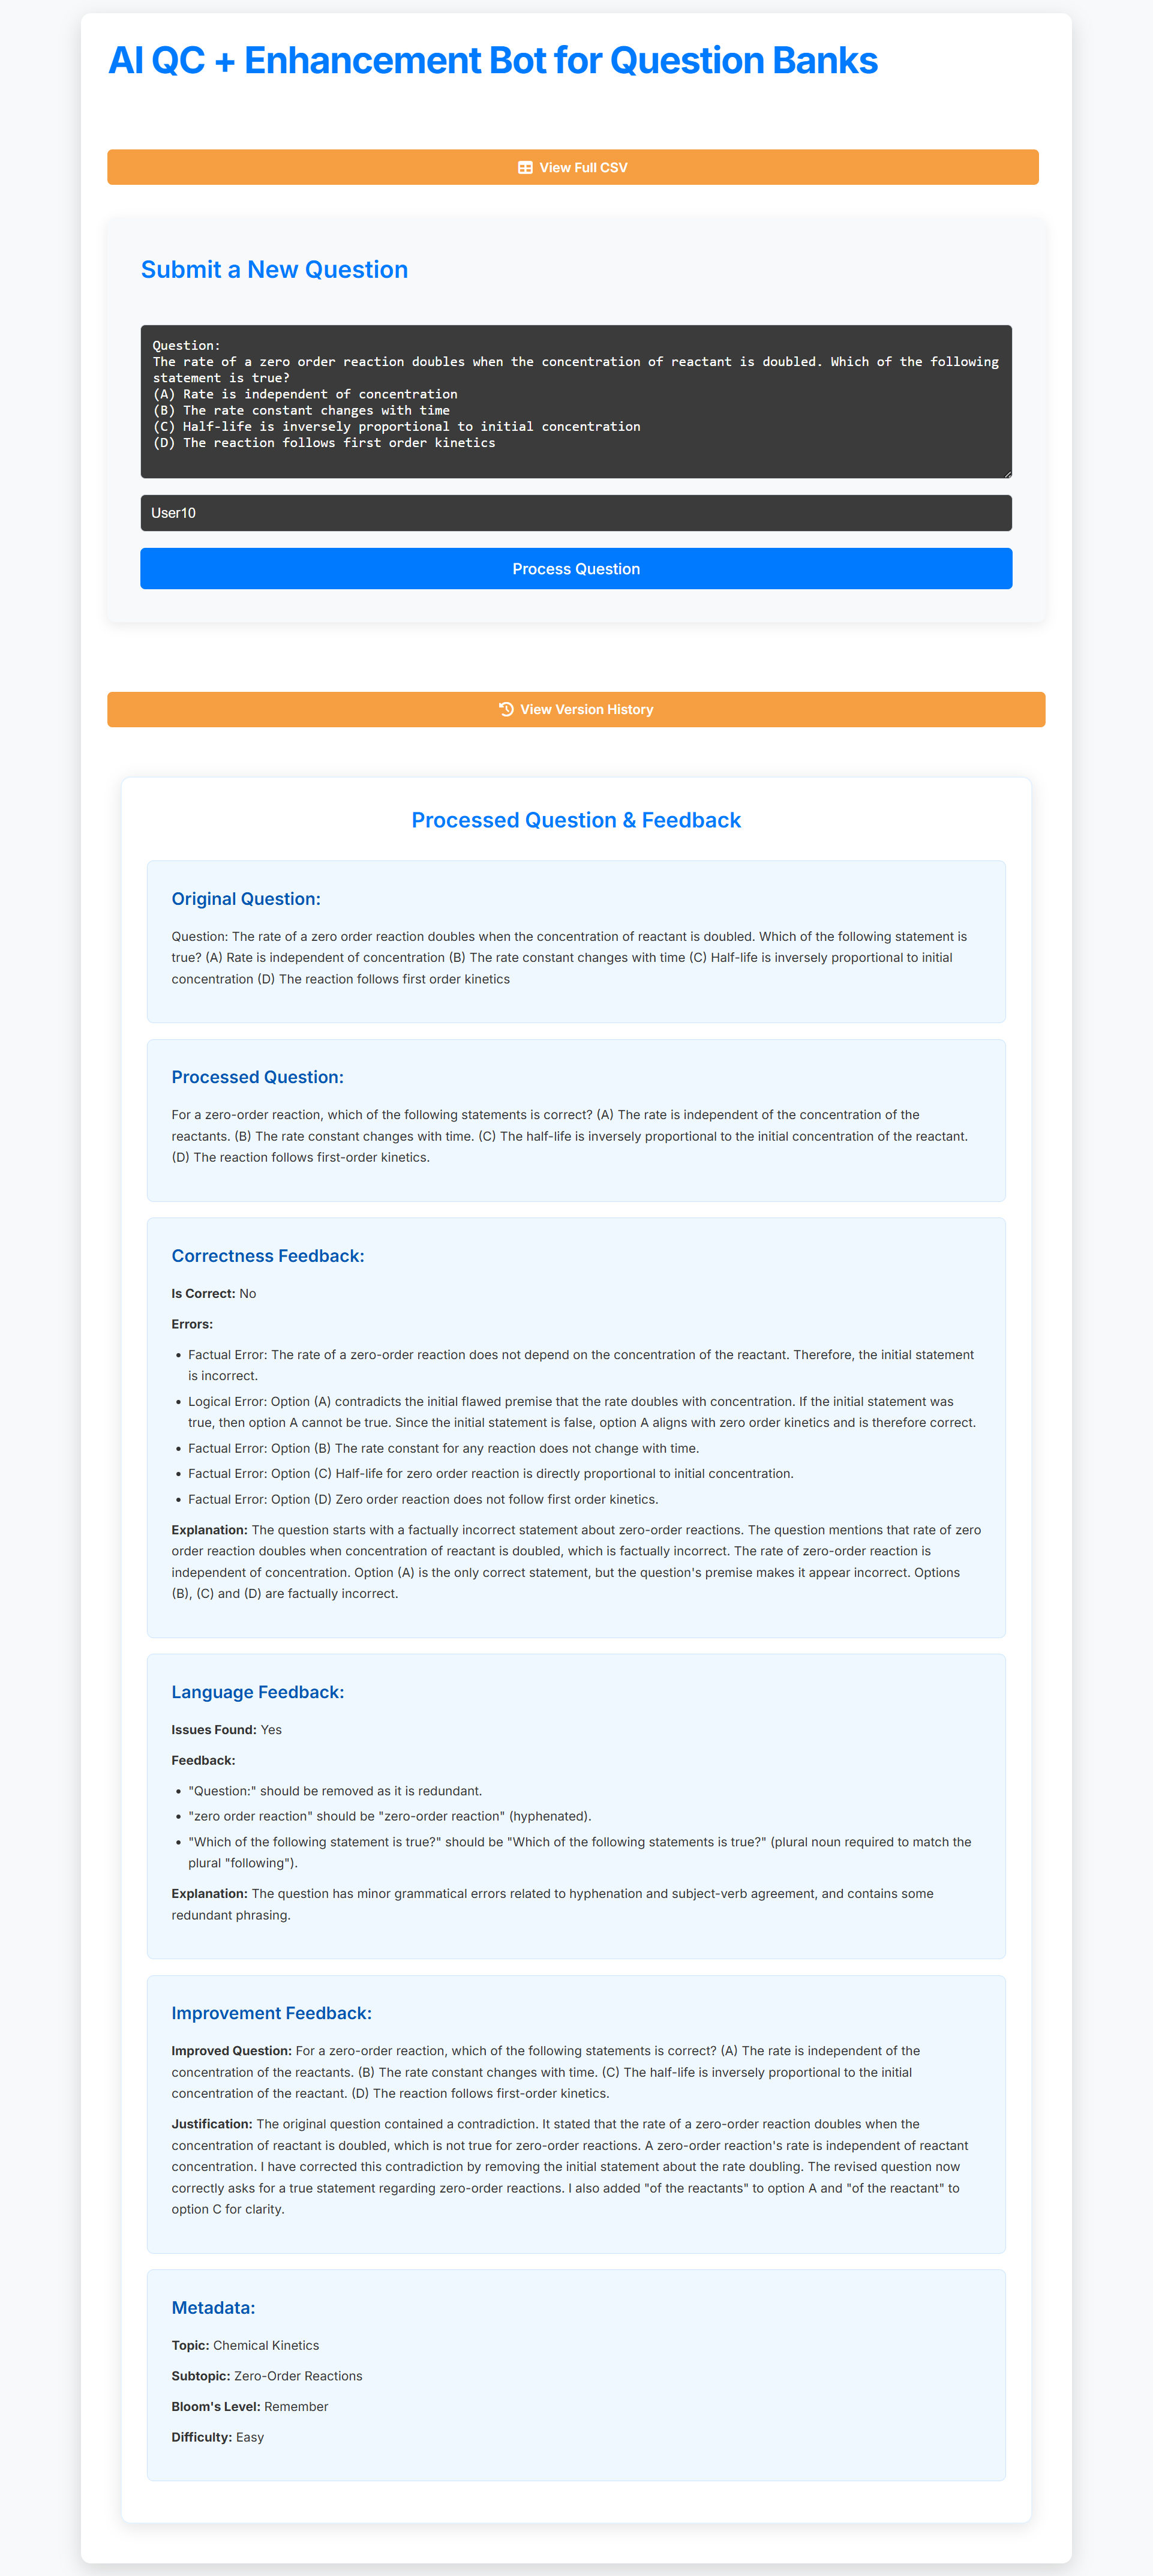 AI QC + Enhancement Bot for Question Banks
View Full CSV
Submit a New Question
Question:
The rate of a zero order reaction doubles when the concentration of reactant is doubled. Which of the following
statement is true?
(A) Rate is independent of concentration
(B) The rate constant changes with time
(C) Half-life is inversely proportional to initial concentration
(D) The reaction follows first order kinetics
User10
Process Question
View Version History
Processed Question & Feedback
Original Question:
Question: The rate of a zero order reaction doubles when the concentration of reactant is doubled. Which of the following statement is
true? (A) Rate is independent of concentration (B) The rate constant changes with time (C) Half-life is inversely proportional to initial
concentration (D) The reaction follows first order kinetics
Processed Question:
For a zero-order reaction, which of the following statements is correct? (A) The rate is independent of the concentration of the
reactants. (B) The rate constant changes with time. (C) The half-life is inversely proportional to the initial concentration of the reactant.
(D) The reaction follows first-order kinetics.
Correctness Feedback:
Is Correct: No
Errors:
• Factual Error: The rate of a zero-order reaction does not depend on the concentration of the reactant. Therefore, the initial statement
is incorrect.
• Logical Error: Option (A) contradicts the initial flawed premise that the rate doubles with concentration. If the initial statement was
true, then option A cannot be true. Since the initial statement is false, option A aligns with zero order kinetics and is therefore correct.
• Factual Error: Option (B) The rate constant for any reaction does not change with time.
• Factual Error: Option (C) Half-life for zero order reaction is directly proportional to initial concentration.
• Factual Error: Option (D) Zero order reaction does not follow first order kinetics.
Explanation: The question starts with a factually incorrect statement about zero-order reactions. The question mentions that rate of zero
order reaction doubles when concentration of reactant is doubled, which is factually incorrect. The rate of zero-order reaction is
independent of concentration. Option (A) is the only correct statement, but the question's premise makes it appear incorrect. Options
(B), (C) and (D) are factually incorrect.
Language Feedback:
Issues Found: Yes
Feedback:
• "Question:" should be removed as it is redundant.
• "zero order reaction" should be "zero-order reaction" (hyphenated).
• "Which of the following statement is true?" should be "Which of the following statements is true?" (plural noun required to match the
plural "following").
Explanation: The question has minor grammatical errors related to hyphenation and subject-verb agreement, and contains some
redundant phrasing.
Improvement Feedback:
Improved Question: For a zero-order reaction, which of the following statements is correct? (A) The rate is independent of the
concentration of the reactants. (B) The rate constant changes with time. (C) The half-life is inversely proportional to the initial
concentration of the reactant. (D) The reaction follows first-order kinetics.
Justification: The original question contained a contradiction. It stated that the rate of a zero-order reaction doubles when the
concentration of reactant is doubled, which is not true for zero-order reactions. A zero-order reaction's rate is independent of reactant
concentration. I have corrected this contradiction by removing the initial statement about the rate doubling. The revised question now
correctly asks for a true statement regarding zero-order reactions. I also added "of the reactants" to option A and "of the reactant" to
option C for clarity.
Metadata:
Topic: Chemical Kinetics
Subtopic: Zero-Order Reactions
Bloom's Level: Remember
Difficulty: Easy